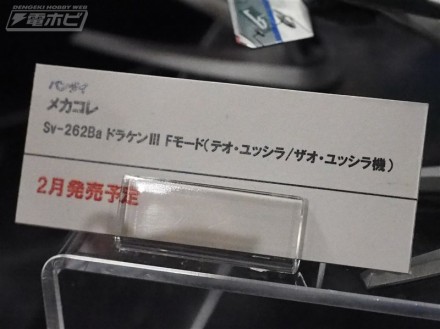 DENGEKI HOBBY WEB
電ホビ
バンダイ
メカコレ
Sv-262Ba ドラケンIII Fモード(テオ・ユッシラ/ザオ・ユッシラ機)
2月発売予定